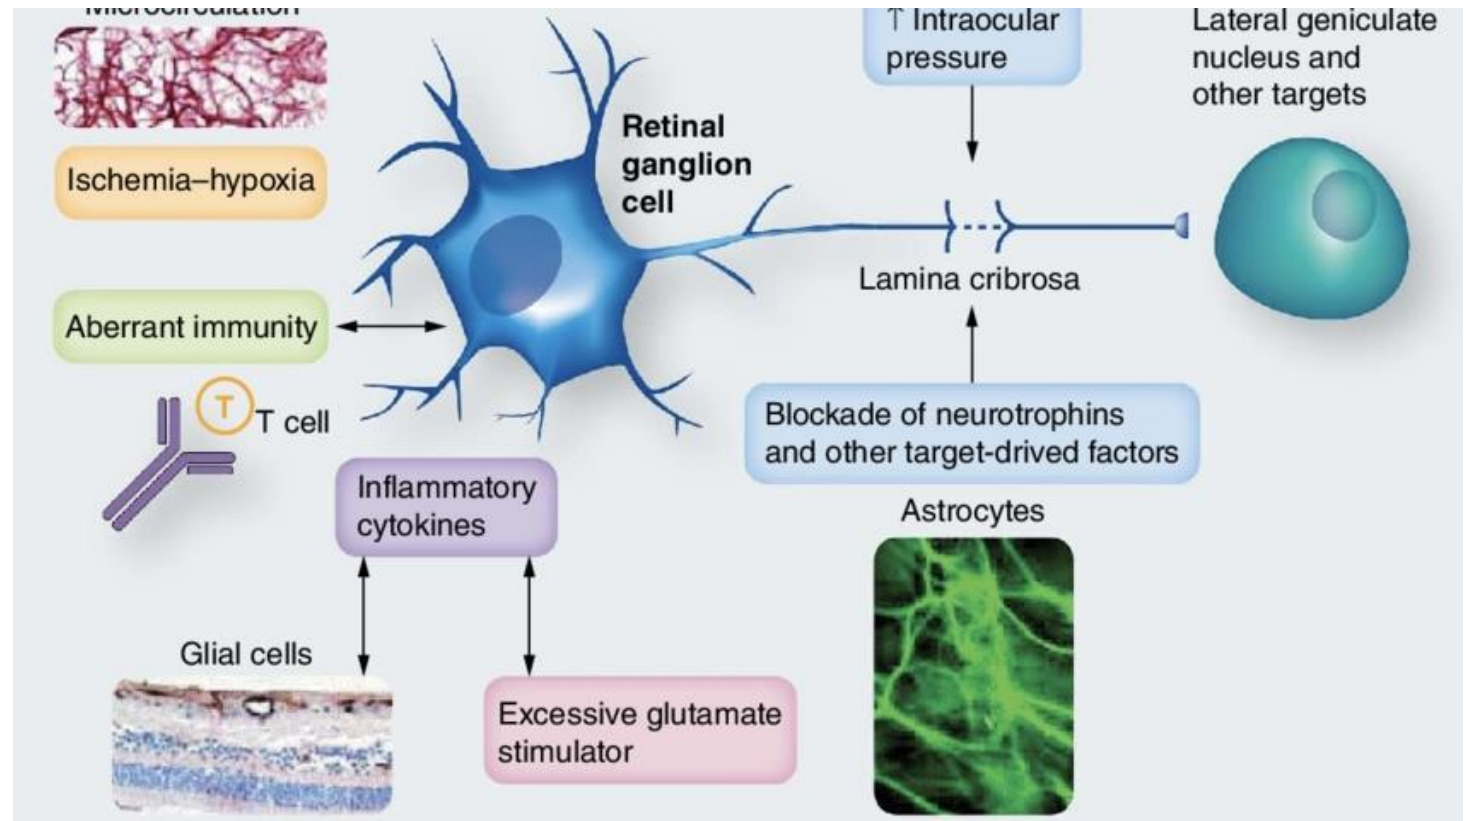 Microcirculation
↑ Intraocular
pressure
Lateral geniculate
nucleus and
other targets
Retinal
ganglion
cell
Ischemia–hypoxia
Lamina cribrosa
Aberrant immunity
T
T cell
Blockade of neurotrophins
and other target-drived factors
Inflammatory
cytokines
Astrocytes
Glial cells
Excessive glutamate
stimulator